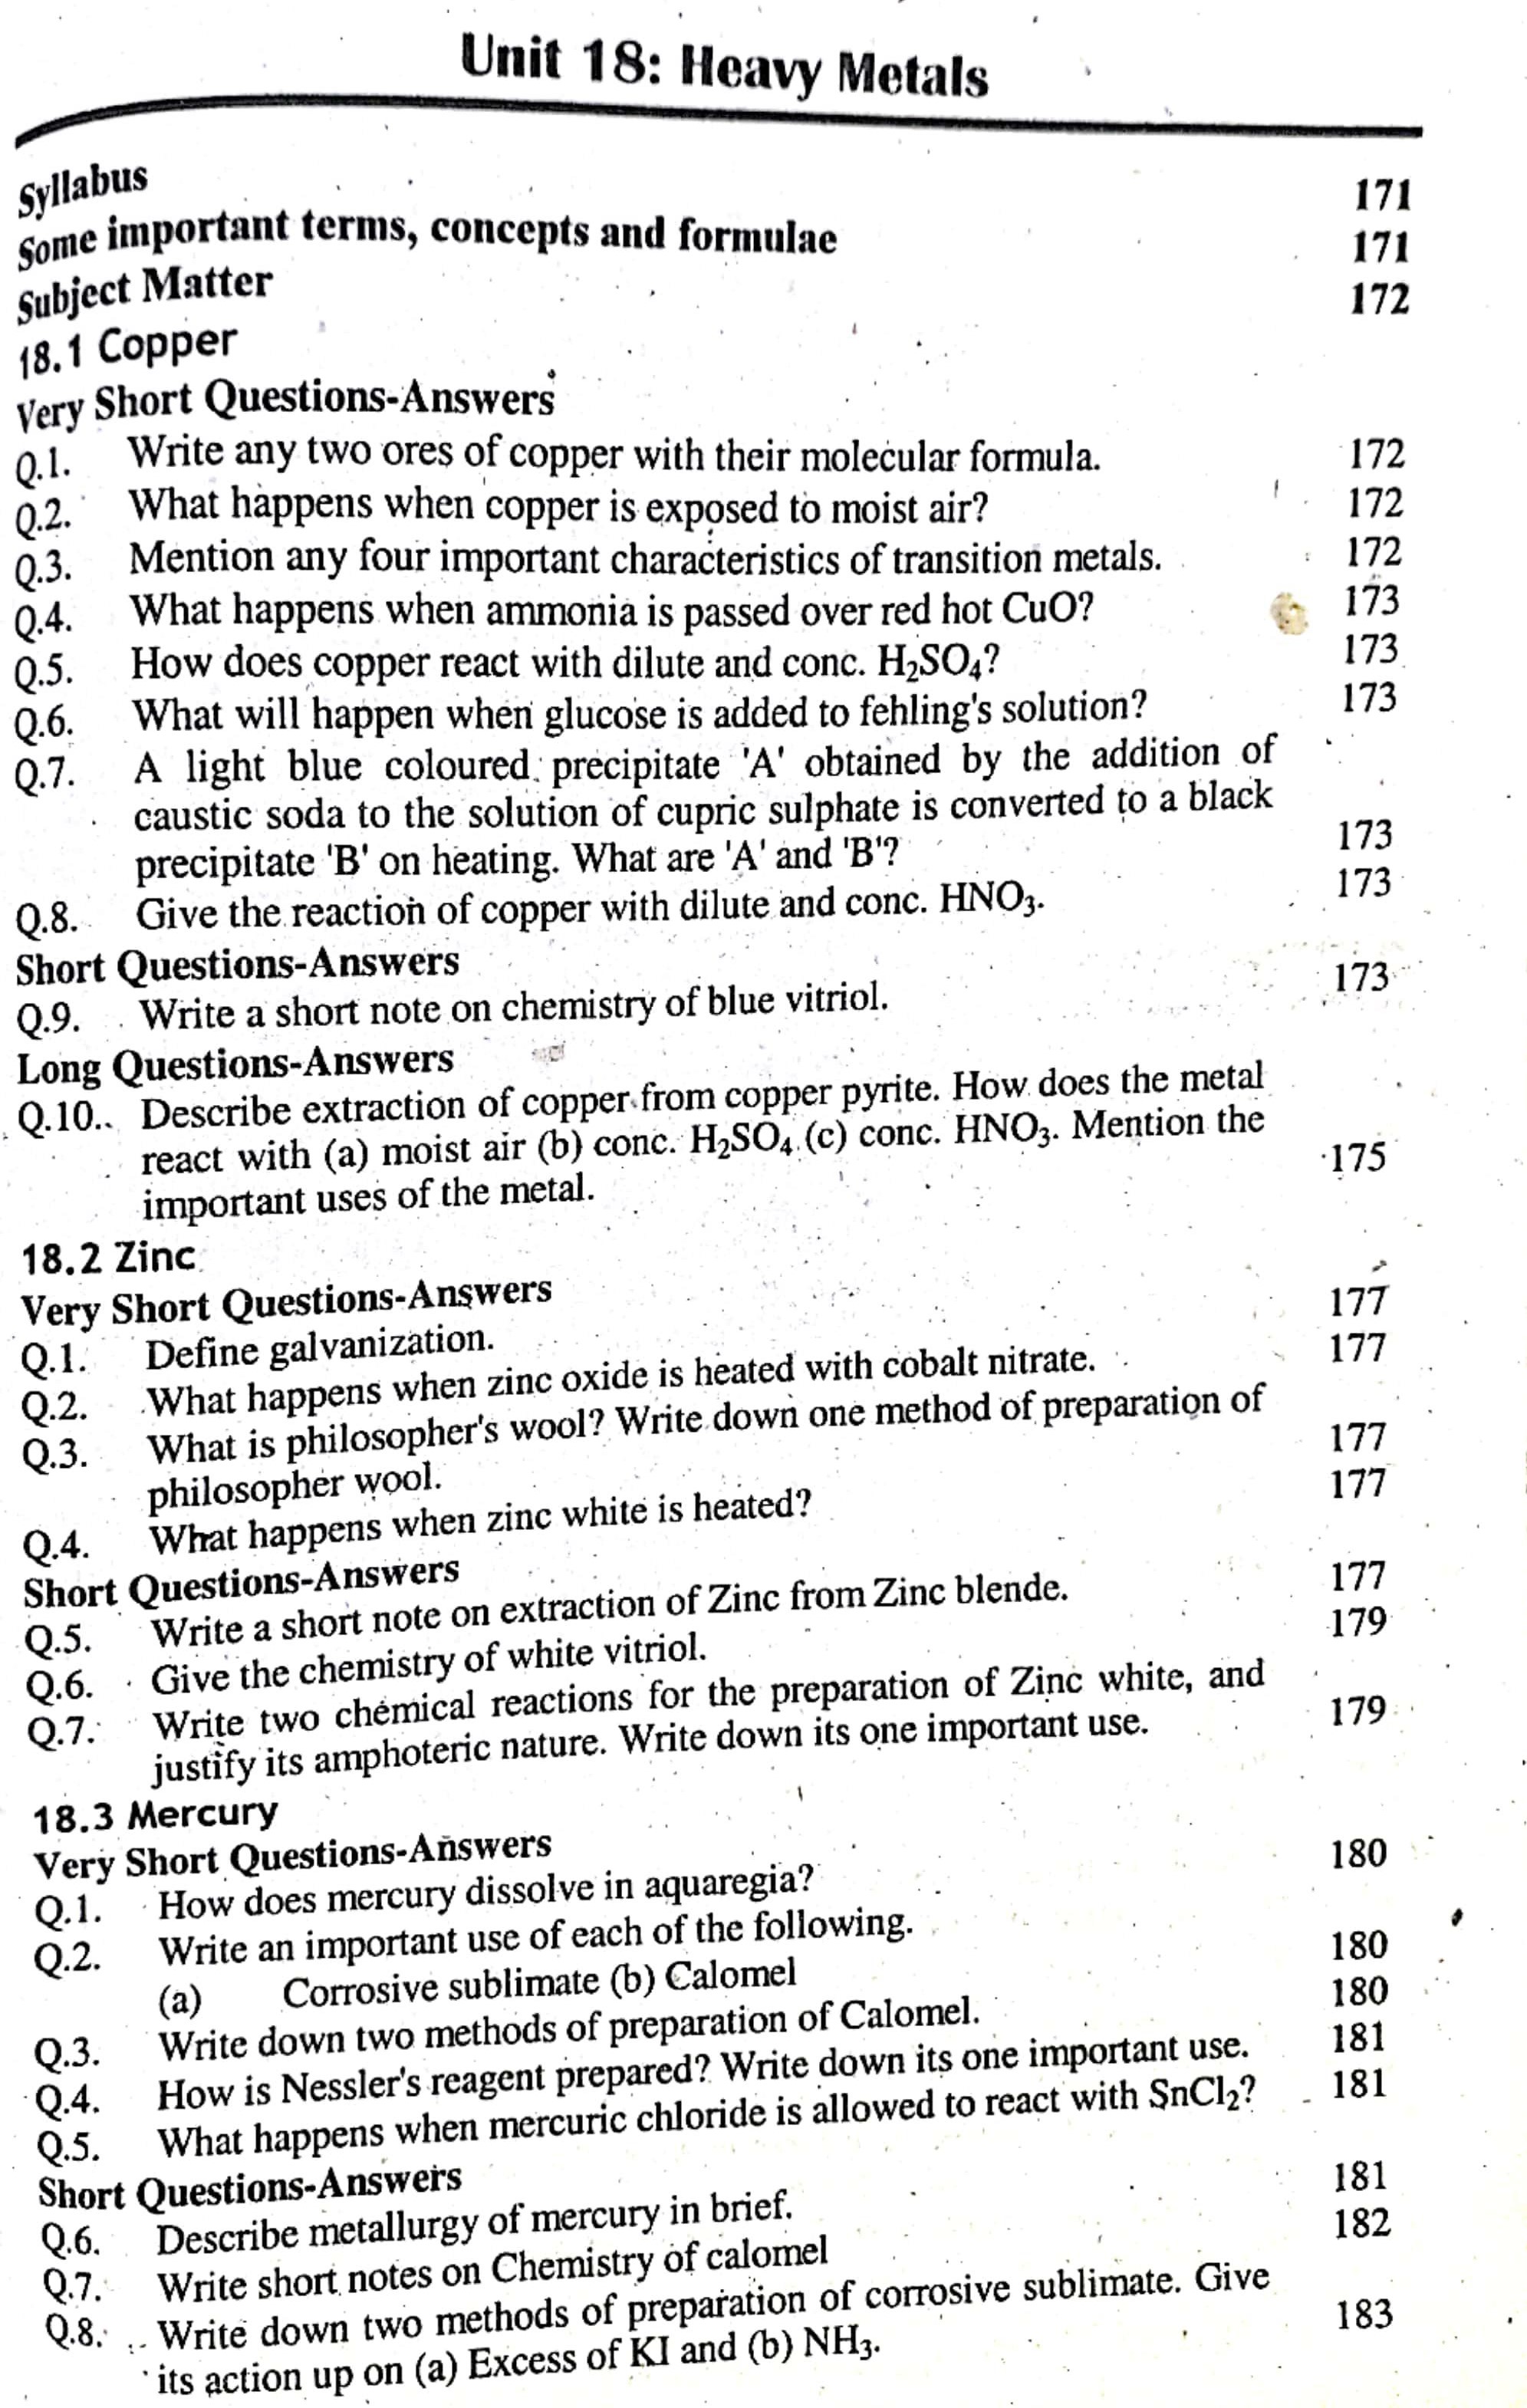 Unit 18: Heavy Metals
Syllabus 171
Some important terms, concepts and formulae 171
Subject Matter 172
18.1 Copper
Very Short Questions-Answers
Q.1. Write any two ores of copper with their molecular formula. 172
Q.2. What happens when copper is exposed to moist air? 172
Q.3. Mention any four important characteristics of transition metals. 172
Q.4. What happens when ammonia is passed over red hot CuO? 173
Q.5. How does copper react with dilute and conc. H₂SO₄? 173
Q.6. What will happen when glucose is added to fehling's solution? 173
Q.7. A light blue coloured precipitate 'A' obtained by the addition of
caustic soda to the solution of cupric sulphate is converted to a black
precipitate 'B' on heating. What are 'A' and 'B'? 173
Q.8. Give the reaction of copper with dilute and conc. HNO₃. 173
Short Questions-Answers
Q.9. Write a short note on chemistry of blue vitriol. 173
Long Questions-Answers
Q.10. Describe extraction of copper from copper pyrite. How does the metal
react with (a) moist air (b) conc. H₂SO₄ (c) conc. HNO₃. Mention the
important uses of the metal. 175
18.2 Zinc
Very Short Questions-Answers
Q.1. Define galvanization. 177
Q.2. What happens when zinc oxide is heated with cobalt nitrate. 177
Q.3. What is philosopher's wool? Write down one method of preparation of
philosopher wool. 177
Q.4. What happens when zinc white is heated? 177
Short Questions-Answers
Q.5. Write a short note on extraction of Zinc from Zinc blende. 177
Q.6. Give the chemistry of white vitriol. 179
Q.7. Write two chemical reactions for the preparation of Zinc white, and
justify its amphoteric nature. Write down its one important use. 179
18.3 Mercury
Very Short Questions-Answers
Q.1. How does mercury dissolve in aquaregia? 180
Q.2. Write an important use of each of the following.
(a) Corrosive sublimate (b) Calomel 180
Q.3. Write down two methods of preparation of Calomel. 180
Q.4. How is Nessler's reagent prepared? Write down its one important use. 181
Q.5. What happens when mercuric chloride is allowed to react with SnCl₂? 181
Short Questions-Answers
Q.6. Describe metallurgy of mercury in brief. 181
Q.7. Write short notes on Chemistry of calomel 182
Q.8. Write down two methods of preparation of corrosive sublimate. Give
its action up on (a) Excess of KI and (b) NH₃. 183